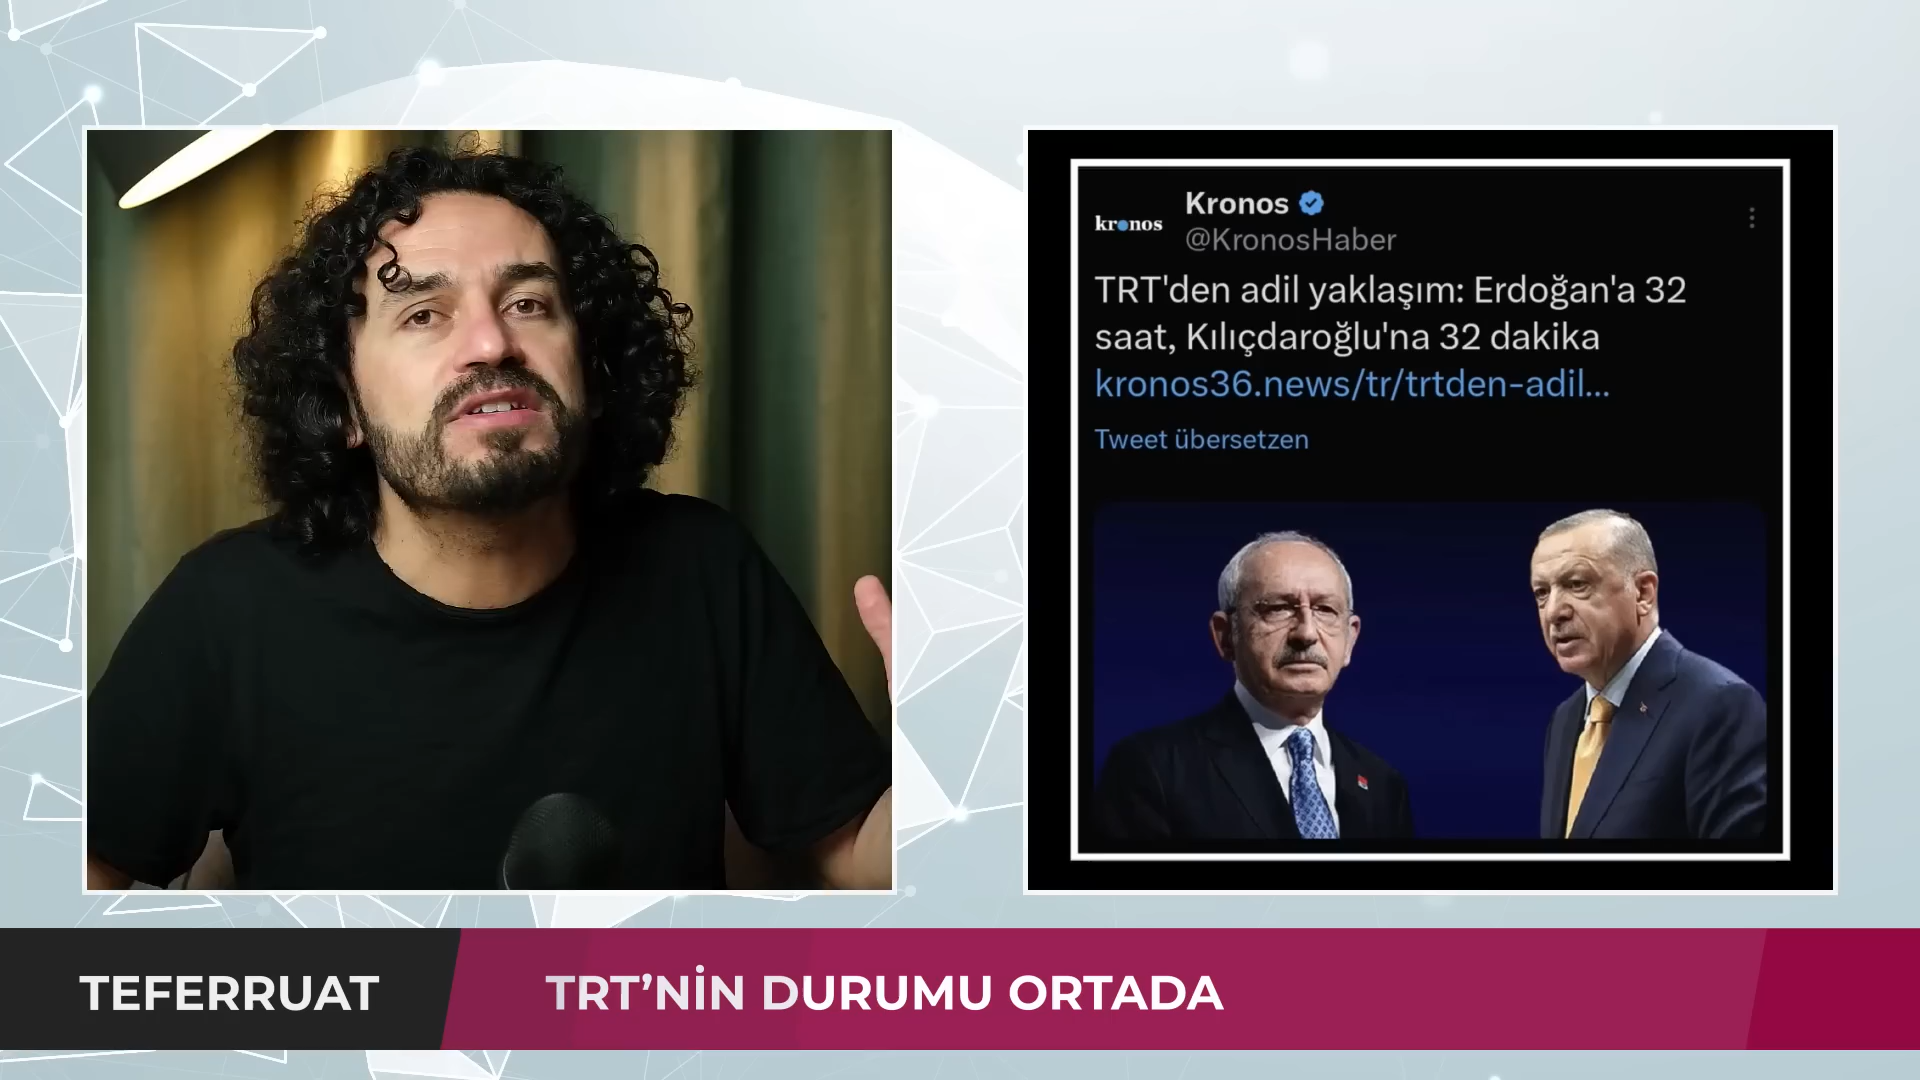 kronos
Kronos
@KronosHaber
TRT'den adil yaklaşım: Erdoğan'a 32
saat, Kılıçdaroğlu'na 32 dakika
kronos36.news/tr/trtden-adil...
Tweet übersetzen
TEFERRUAT
TRT’NİN DURUMU ORTADA